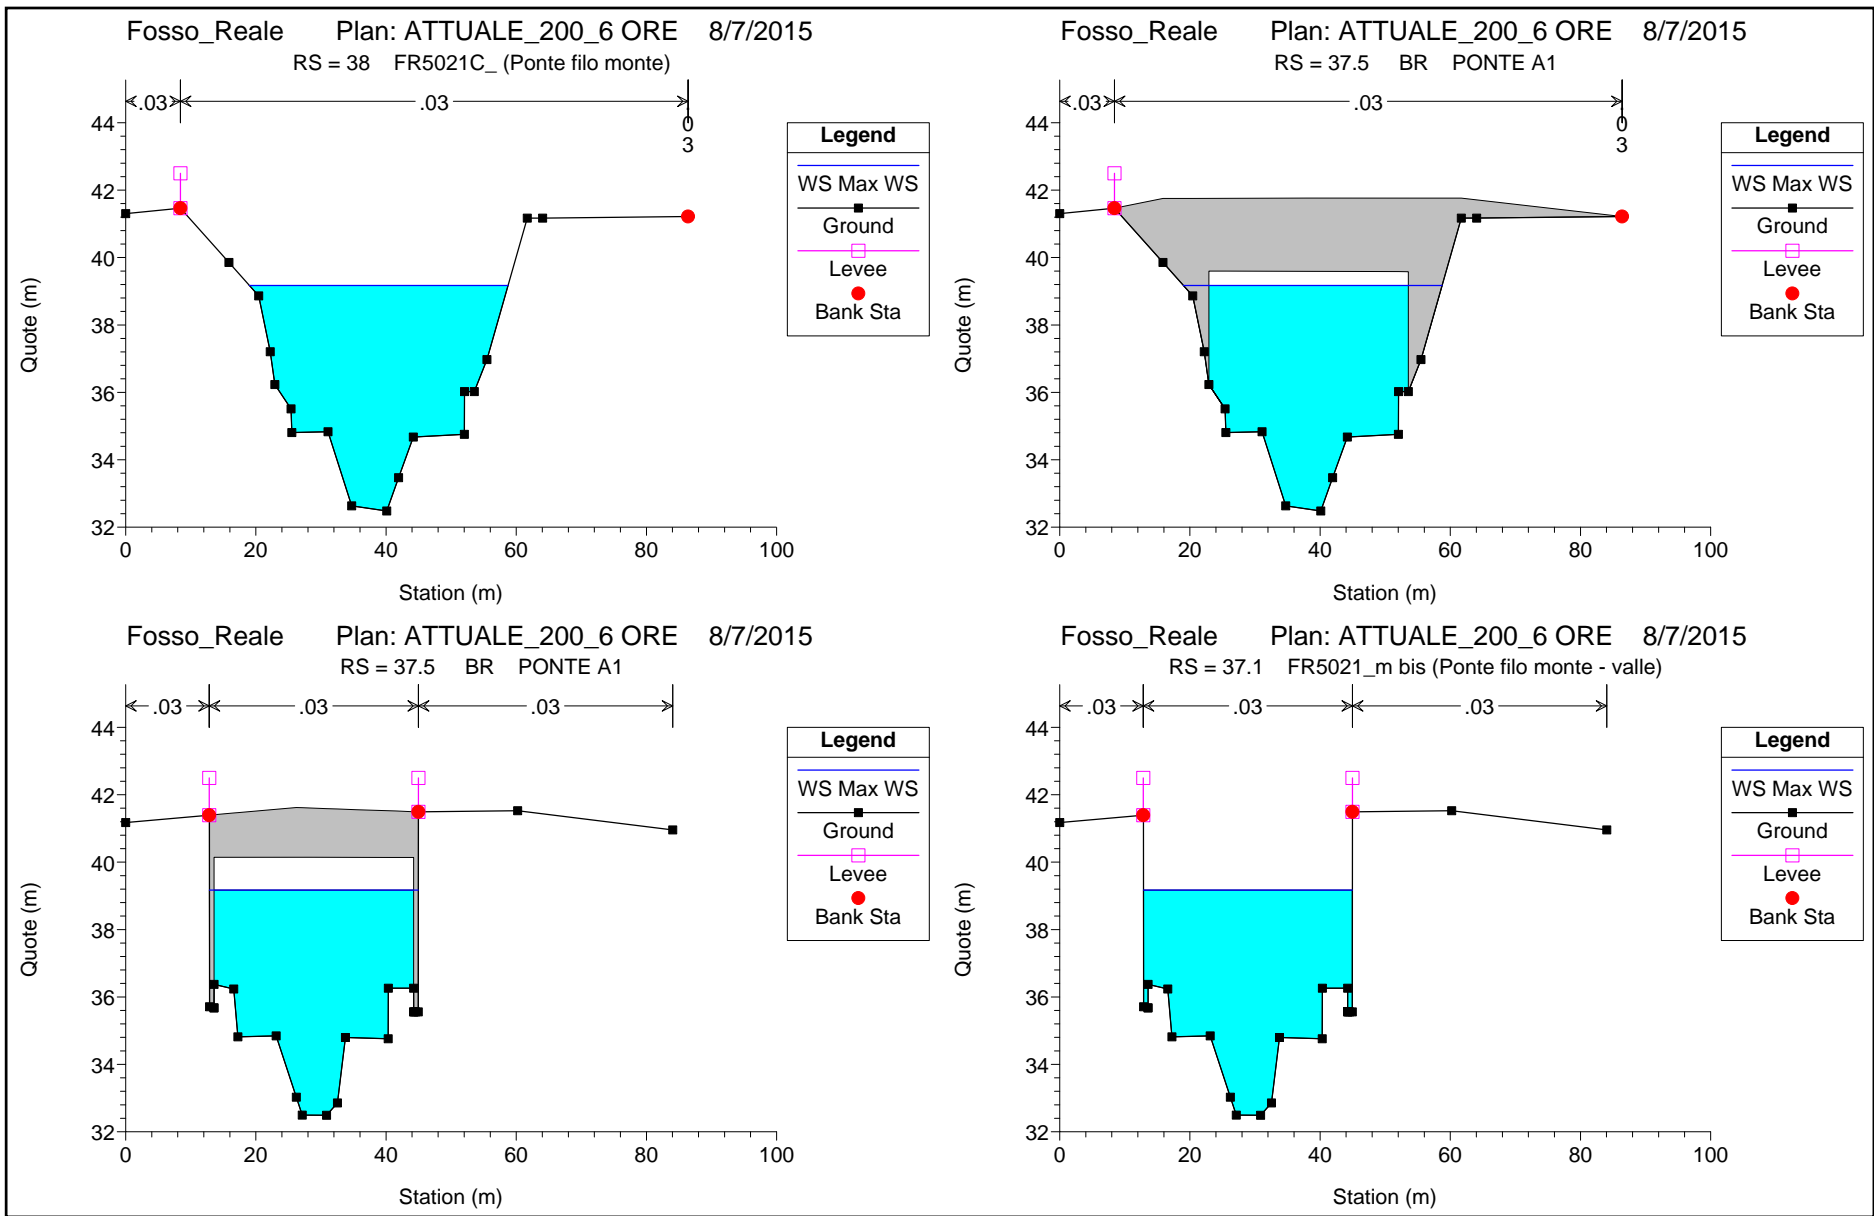 Fosso_Reale Plan: ATTUALE_200_6 ORE 8/7/2015
RS = 38 FR5021C_ (Ponte filo monte)
.03 .03 .03
44
42
40
38
36
34
32
0 20 40 60 80 100
Quote (m)
Station (m)
Legend
WS Max WS
Ground
Levee
Bank Sta
Fosso_Reale Plan: ATTUALE_200_6 ORE 8/7/2015
RS = 37.5 BR PONTE A1
.03 .03 .03
44
42
40
38
36
34
32
0 20 40 60 80 100
Quote (m)
Station (m)
Legend
WS Max WS
Ground
Levee
Bank Sta
Fosso_Reale Plan: ATTUALE_200_6 ORE 8/7/2015
RS = 37.5 BR PONTE A1
.03 .03 .03
44
42
40
38
36
34
32
0 20 40 60 80 100
Quote (m)
Station (m)
Legend
WS Max WS
Ground
Levee
Bank Sta
Fosso_Reale Plan: ATTUALE_200_6 ORE 8/7/2015
RS = 37.1 FR5021_m bis (Ponte filo monte - valle)
.03 .03 .03
44
42
40
38
36
34
32
0 20 40 60 80 100
Quote (m)
Station (m)
Legend
WS Max WS
Ground
Levee
Bank Sta